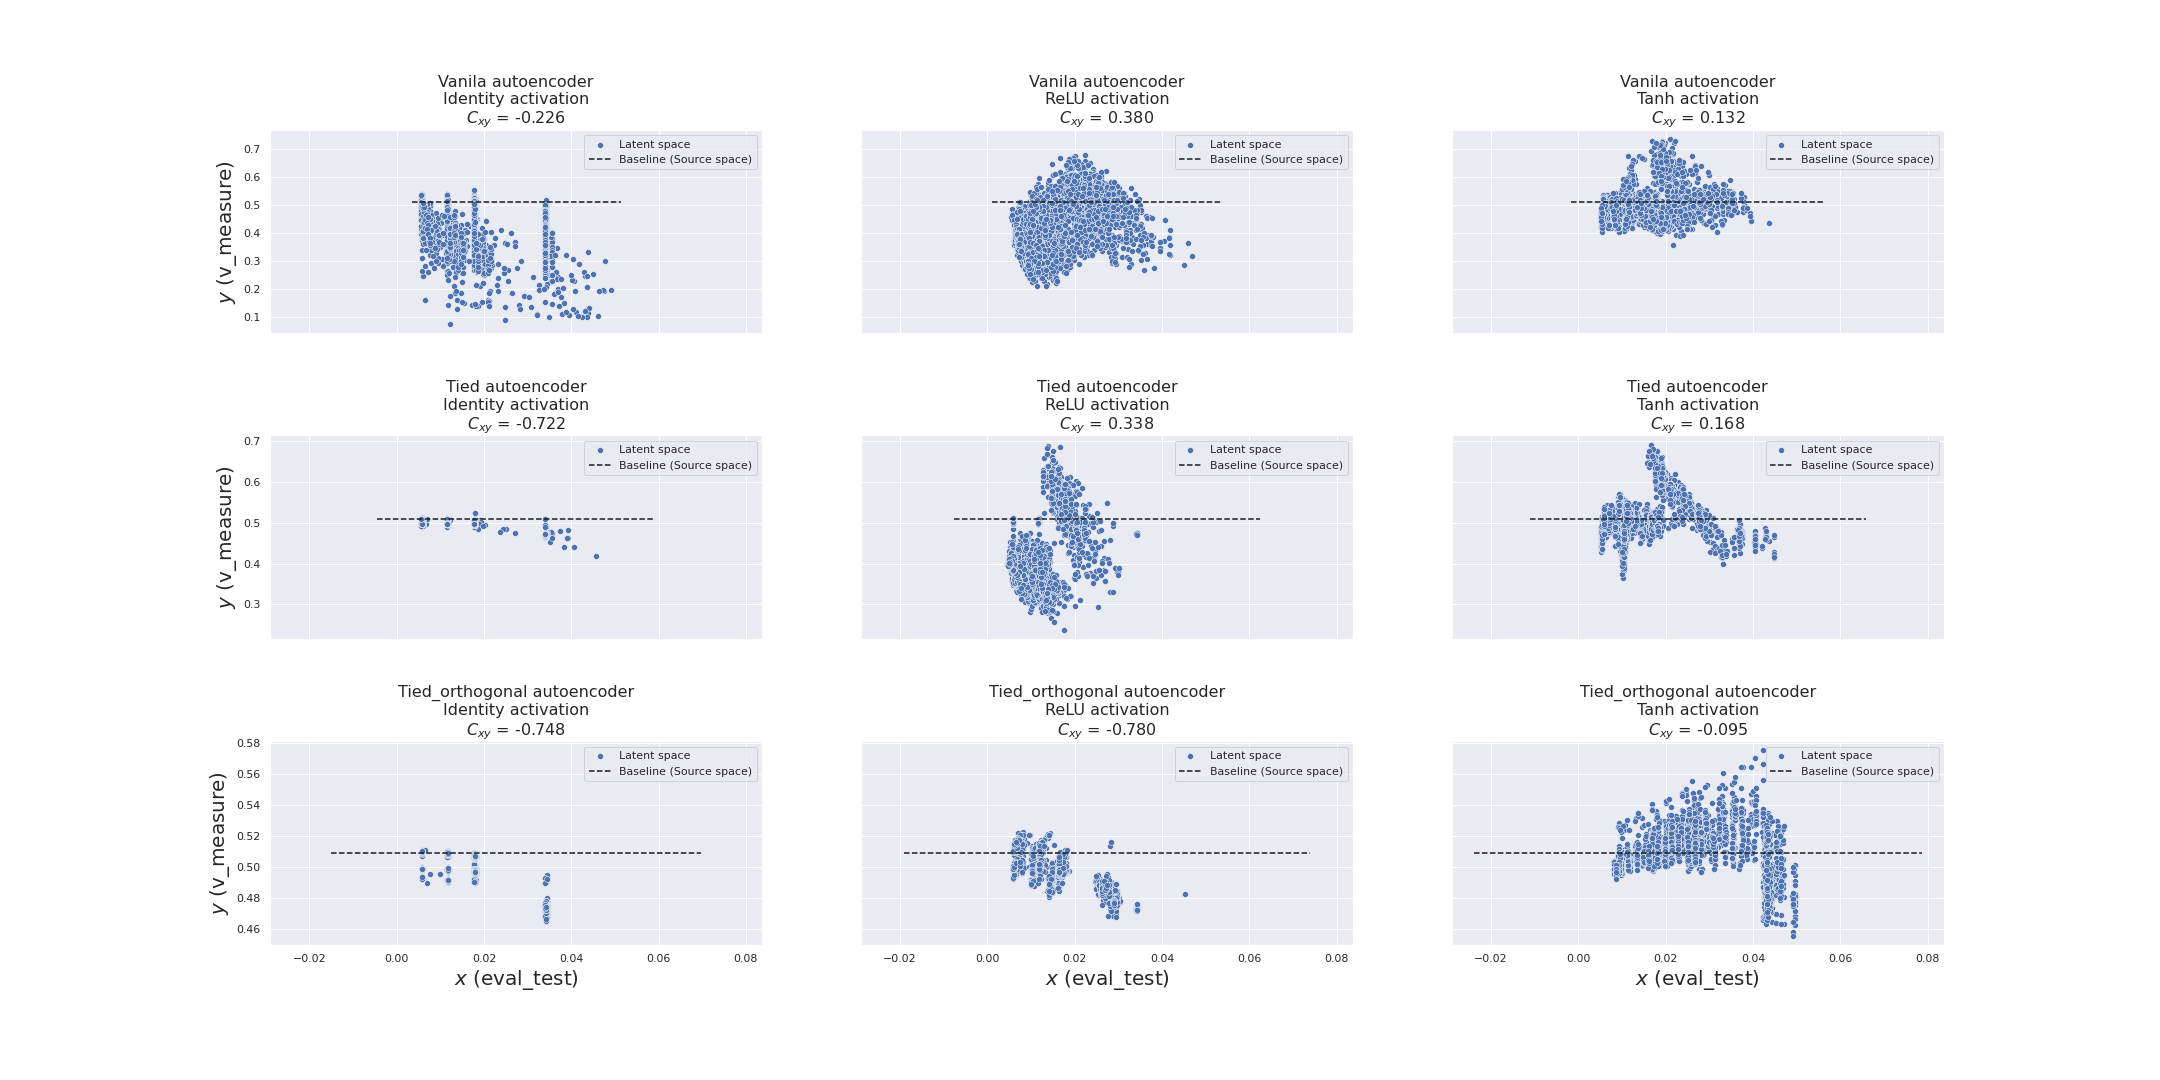 Vanila autoencoder
Identity activation
Cxy = -0.226
Latent space
Baseline (Source space)
0.7
0.6
0.5
0.4
0.3
0.2
0.1
y (v_measure)
Vanila autoencoder
ReLU activation
Cxy = 0.380
Latent space
Baseline (Source space)
Vanila autoencoder
Tanh activation
Cxy = 0.132
Latent space
Baseline (Source space)
Tied autoencoder
Identity activation
Cxy = -0.722
Latent space
Baseline (Source space)
0.7
0.6
0.5
0.4
0.3
y (v_measure)
Tied autoencoder
ReLU activation
Cxy = 0.338
Latent space
Baseline (Source space)
Tied autoencoder
Tanh activation
Cxy = 0.168
Latent space
Baseline (Source space)
Tied_orthogonal autoencoder
Identity activation
Cxy = -0.748
Latent space
Baseline (Source space)
0.58
0.56
0.54
0.52
0.50
0.48
0.46
y (v_measure)
−0.02 0.00 0.02 0.04 0.06 0.08
x (eval_test)
Tied_orthogonal autoencoder
ReLU activation
Cxy = -0.780
Latent space
Baseline (Source space)
−0.02 0.00 0.02 0.04 0.06 0.08
x (eval_test)
Tied_orthogonal autoencoder
Tanh activation
Cxy = -0.095
Latent space
Baseline (Source space)
−0.02 0.00 0.02 0.04 0.06 0.08
x (eval_test)